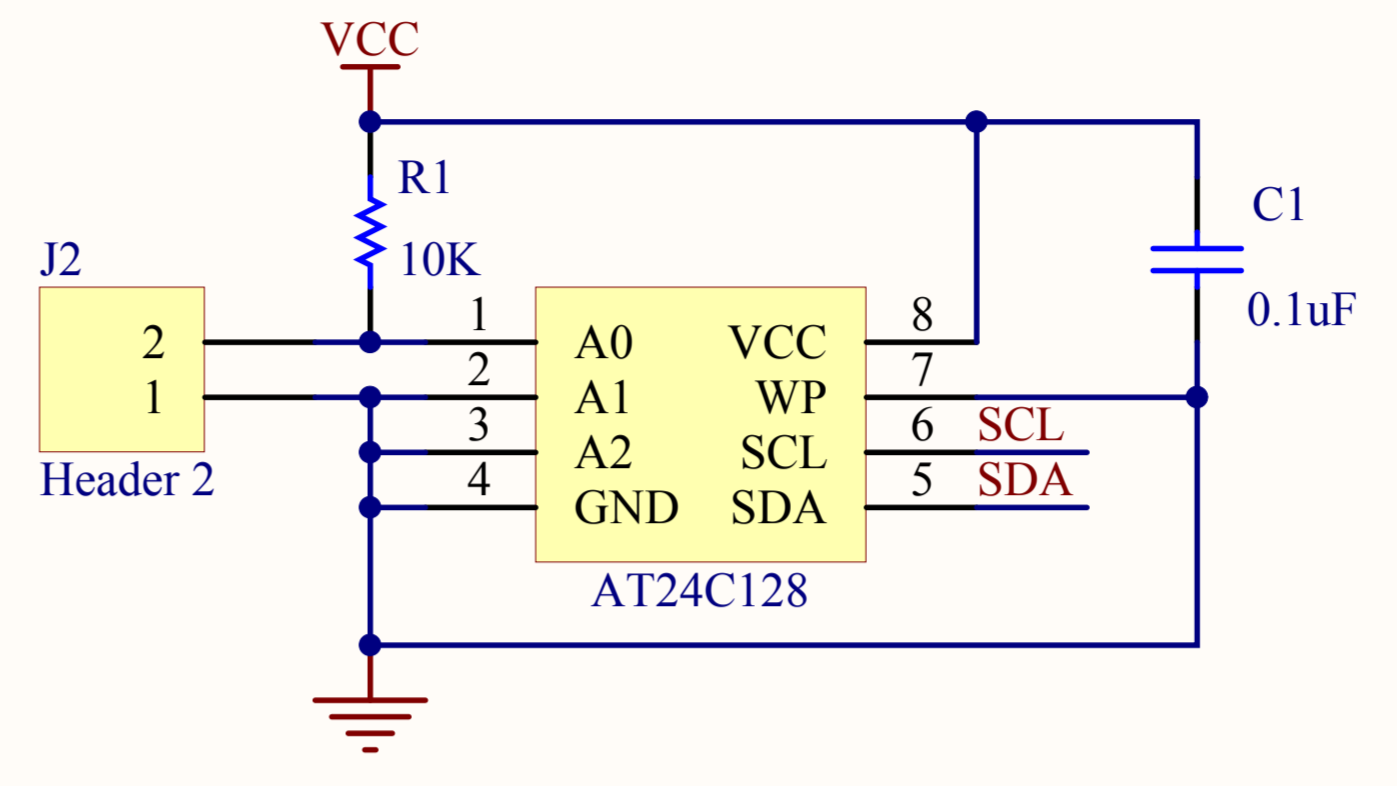 VCC
R1
10K
C1
0.1uF
J2
2
1
Header 2
1
2
3
4
A0
A1
A2
GND
VCC
WP
SCL
SDA
8
7
6
5
SCL
SDA
AT24C128